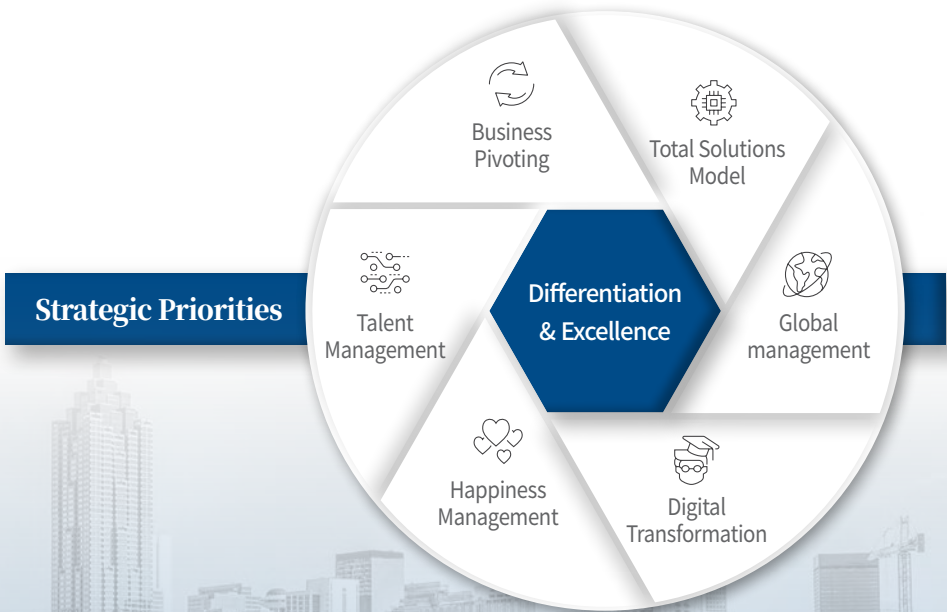 Strategic Priorities
Business
Pivoting
Total Solutions
Model
Global
management
Digital
Transformation
Happiness
Management
Talent
Management
Differentiation
& Excellence